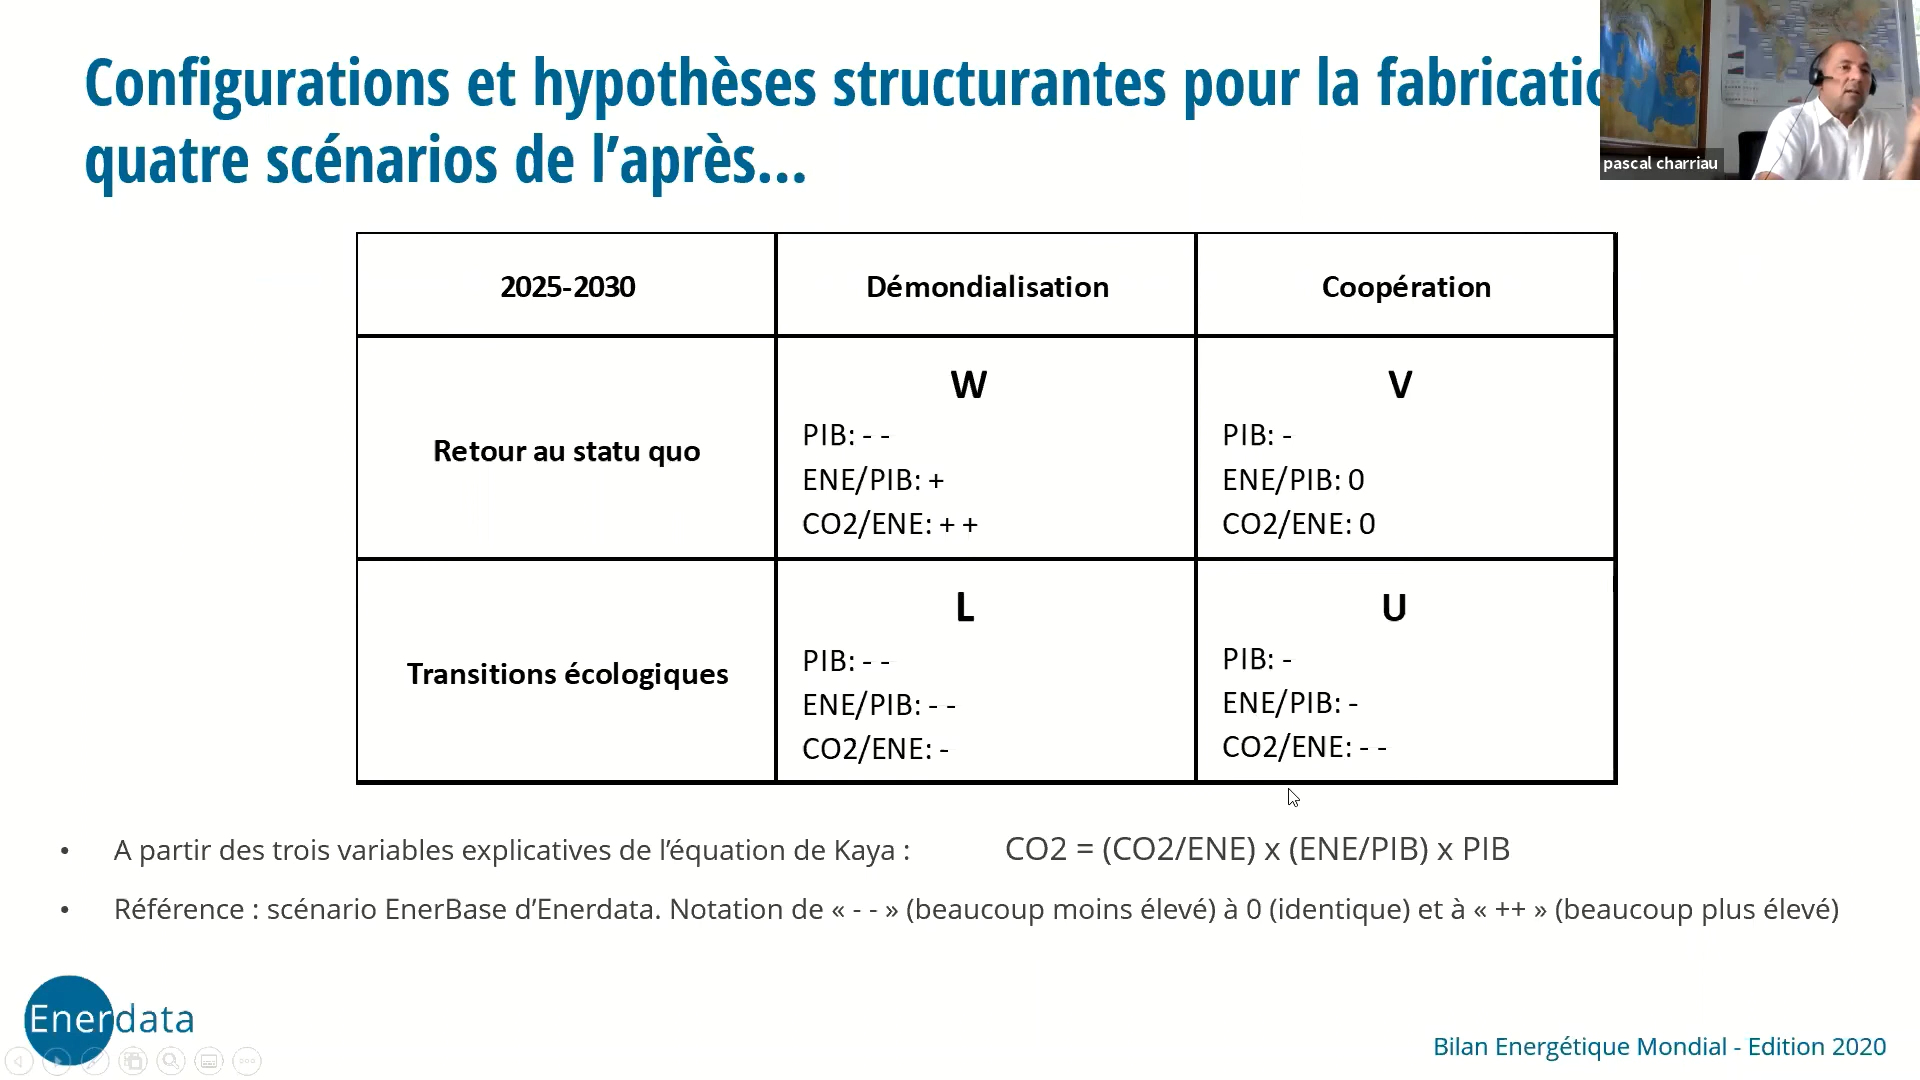 Configurations et hypothèses structurantes pour la fabricatio
quatre scénarios de l’après…
pascal charriau
2025-2030
Démondialisation
Coopération
Retour au statu quo
W
PIB: - -
ENE/PIB: +
CO2/ENE: + +
V
PIB: -
ENE/PIB: 0
CO2/ENE: 0
Transitions écologiques
L
PIB: - -
ENE/PIB: - -
CO2/ENE: -
U
PIB: -
ENE/PIB: -
CO2/ENE: - -
• A partir des trois variables explicatives de l’équation de Kaya : CO2 = (CO2/ENE) x (ENE/PIB) x PIB
• Référence : scénario EnerBase d’Enerdata. Notation de « - - » (beaucoup moins élevé) à 0 (identique) et à « ++ » (beaucoup plus élevé)
Enerdata
Bilan Energétique Mondial - Edition 2020